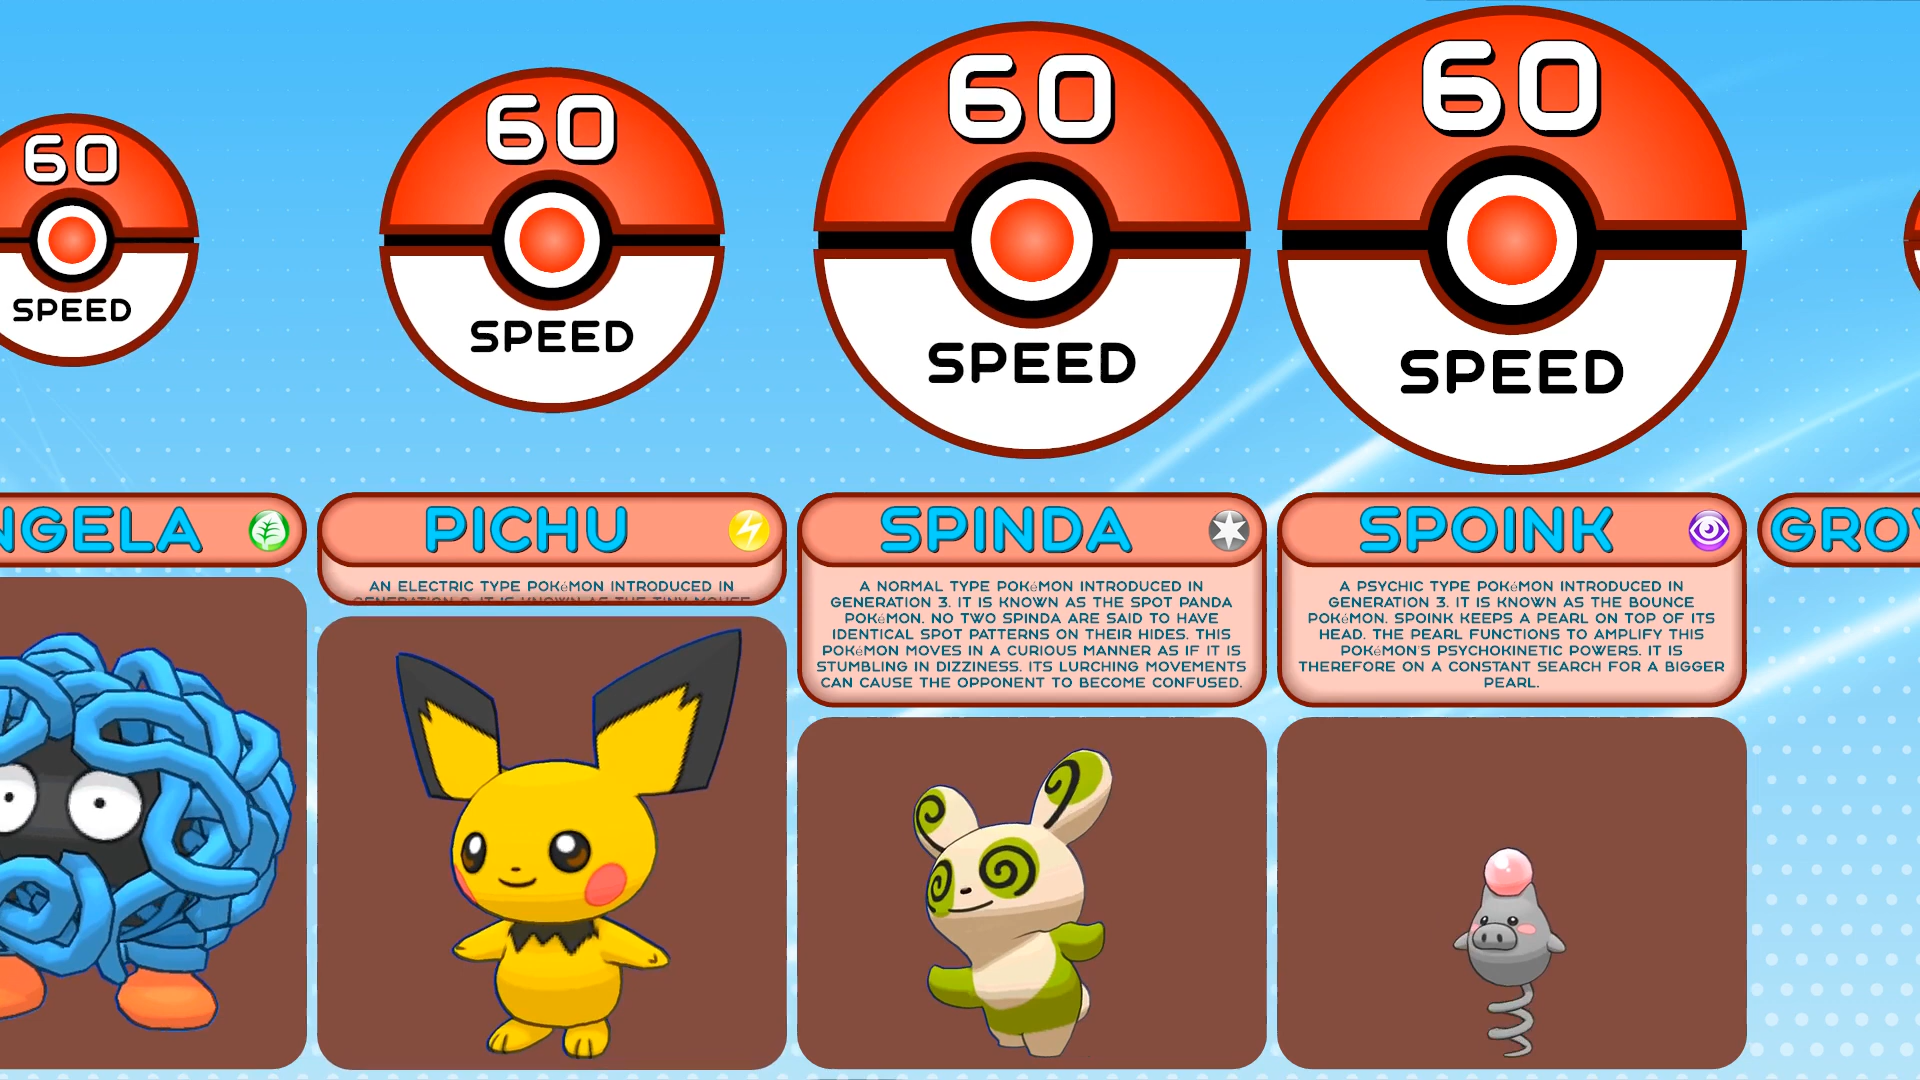 60
SPEED
60
SPEED
60
SPEED
60
SPEED
NGELA
PICHU
AN ELECTRIC TYPE POKéMON INTRODUCED IN
SPINDA
A NORMAL TYPE POKéMON INTRODUCED IN
GENERATION 3. IT IS KNOWN AS THE SPOT PANDA
POKéMON. NO TWO SPINDA ARE SAID TO HAVE
IDENTICAL SPOT PATTERNS ON THEIR HIDES. THIS
POKéMON MOVES IN A CURIOUS MANNER AS IF IT IS
STUMBLING IN DIZZINESS. ITS LURCHING MOVEMENTS
CAN CAUSE THE OPPONENT TO BECOME CONFUSED.
SPOINK
A PSYCHIC TYPE POKéMON INTRODUCED IN
GENERATION 3. IT IS KNOWN AS THE BOUNCE
POKéMON. SPOINK KEEPS A PEARL ON TOP OF ITS
HEAD. THE PEARL FUNCTIONS TO AMPLIFY THIS
POKéMON'S PSYCHOKINETIC POWERS. IT IS
THEREFORE ON A CONSTANT SEARCH FOR A BIGGER
PEARL.
GRO